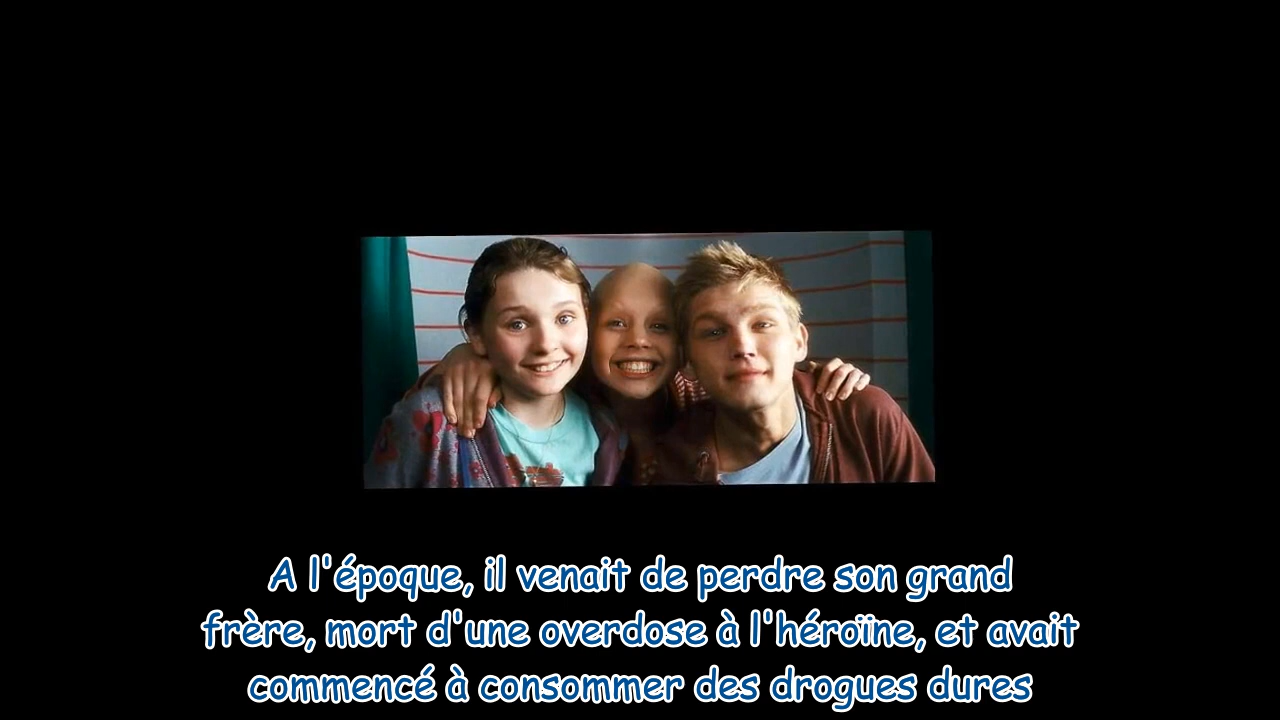 A l'époque, il venait de perdre son grand
frère, mort d'une overdose à l'héroïne, et avait
commencé à consommer des drogues dures